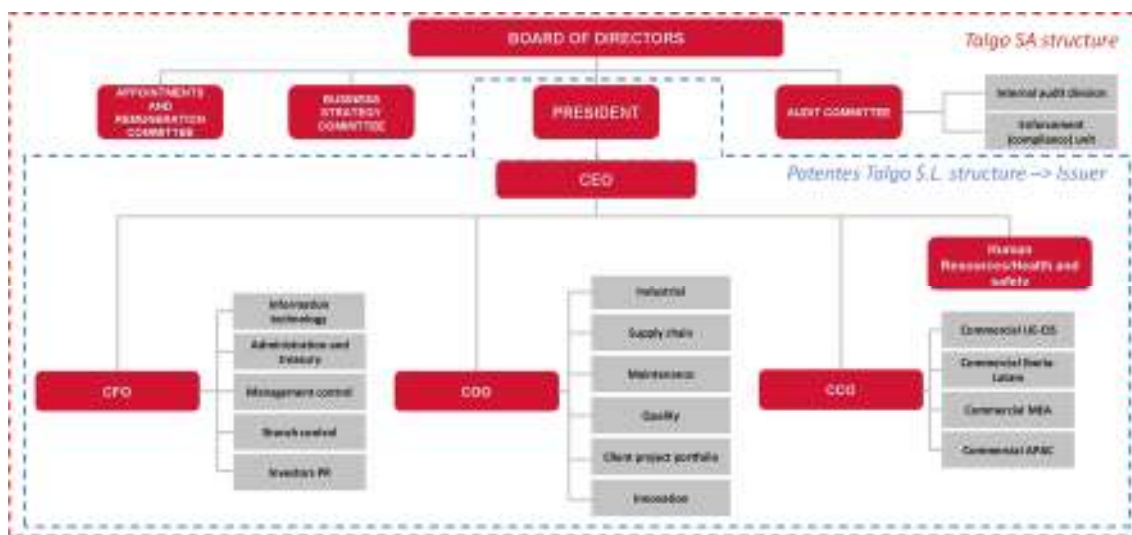 BOARD OF DIRECTORS
Talgo SA structure
APPOINTMENTS
AND
REMUNERATION
COMMITTEE
BUSINESS
STRATEGY
COMMITTEE
PRESIDENT
AUDIT COMMITTEE
Internal audit division
Enforcement
(compliance) unit
CEO
Patentes Talgo S.L. structure --> Issuer
Human
Resources/Health and
safety
Information
technology
Administration and
treasury
CFO
Management control
Branch control
Investors PR
Industrial
Supply chain
COO
Maintenance
Quality
Client project portfolio
Innovation
Commercial UE-CIS
Commercial Iberia-
Latam
CCO
Commercial MEA
Commercial APAC